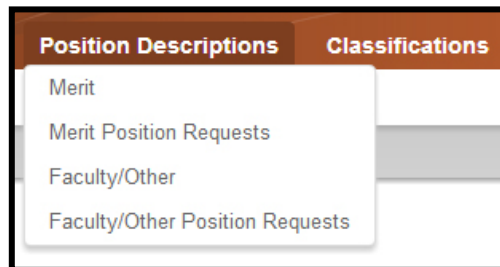 Position Descriptions Classifications
Merit
Merit Position Requests
Faculty/Other
Faculty/Other Position Requests